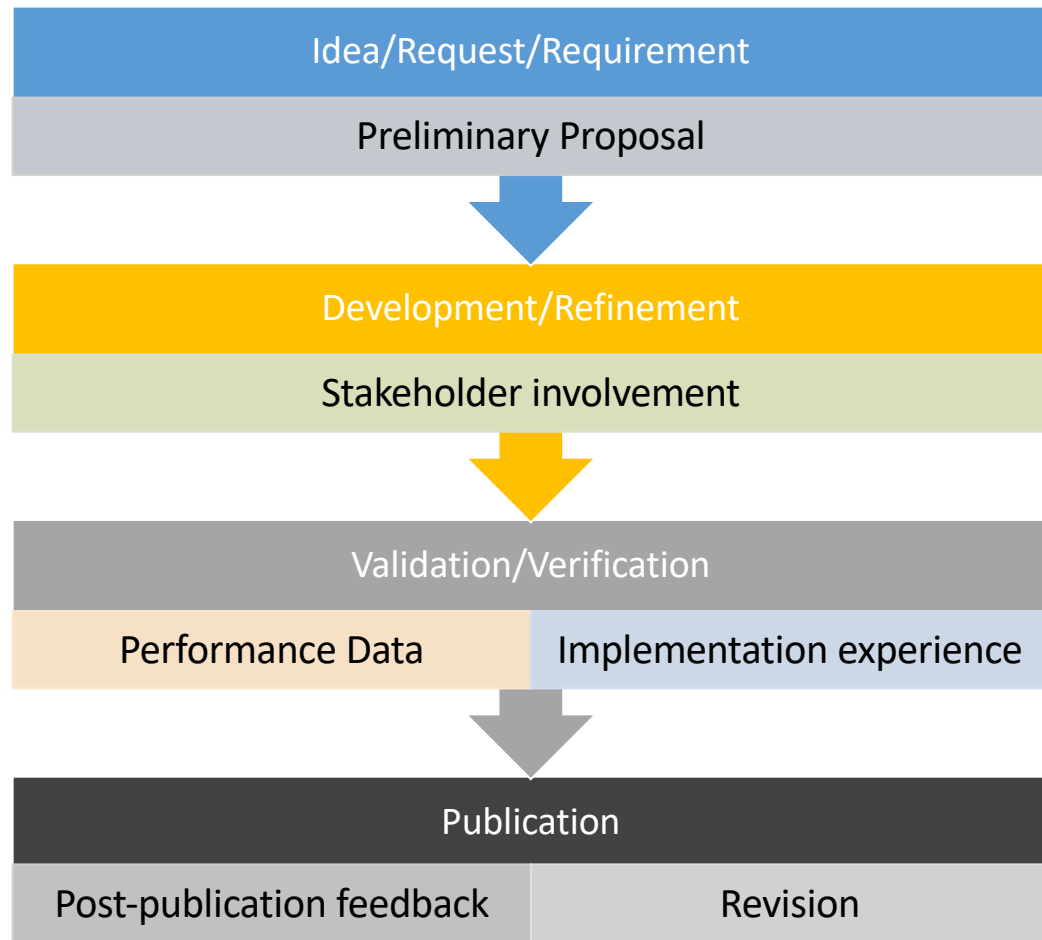 Idea/Request/Requirement
Preliminary Proposal
Development/Refinement
Stakeholder involvement
Validation/Verification
Performance Data
Implementation experience
Publication
Post-publication feedback
Revision